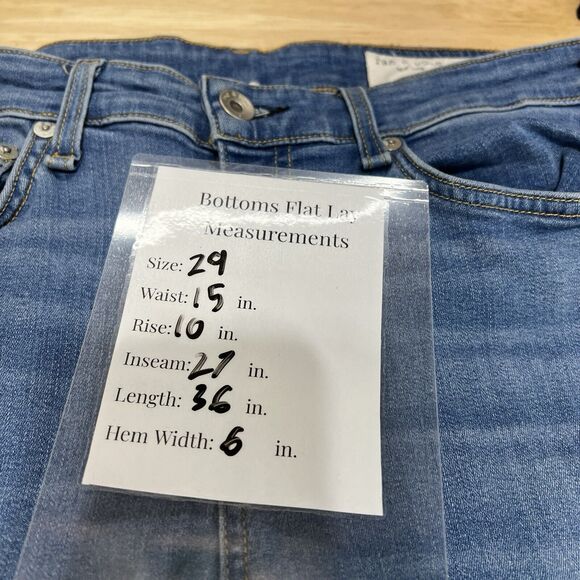 Bottoms Flat Lay
Measurements
Size: 29
Waist: 15 in.
Rise: 10 in.
Inseam: 27 in.
Length: 36 in.
Hem Width: 6 in.